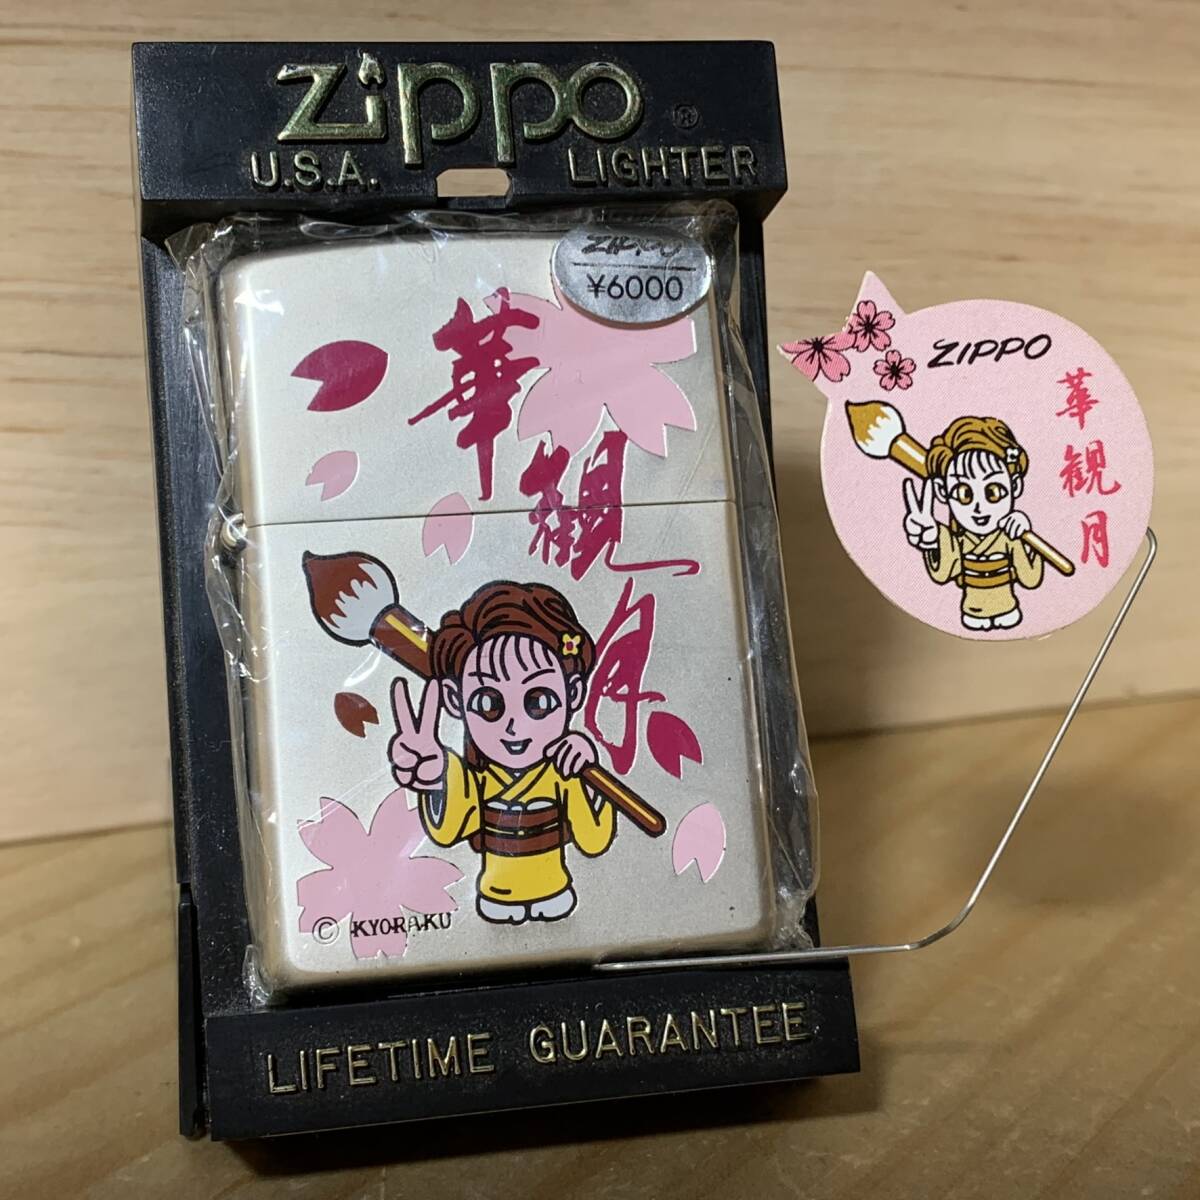 Zippo ®
U.S.A. LIGHTER
ZIPPO
¥6000
華観月
© KYORAKU
LIFETIME GUARANTEE
ZIPPO
華観月